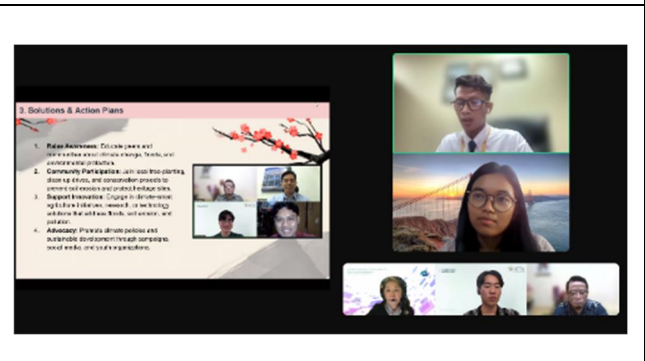 3. Solutions & Action Plans
1. Raise Awareness: Educate peers and
communities about climate change, floods, and
environmental protection.
2. Community Participation: Join local tree-planting,
clean-up drives, and conservation projects to
prevent soil erosion and protect heritage sites.
3. Support Innovation: Engage in climate-smart
agriculture initiatives, research, or technology
solutions that address floods, soil erosion, and
pollution.
4. Advocacy: Promote climate policies and
sustainable development through campaigns,
social media, and youth organizations.